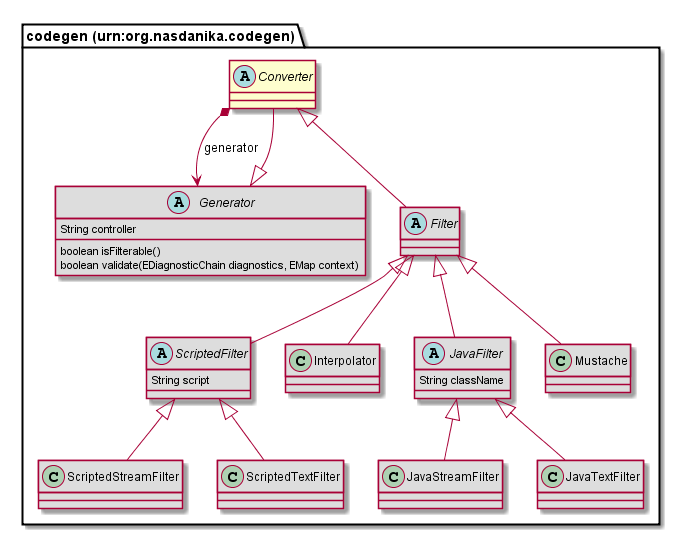 codegen (urn:org.nasdanika.codegen)
A Converter
generator
A Generator
String controller
boolean isFilterable()
boolean validate(EDiagnosticChain diagnostics, EMap context)
A Filter
A ScriptedFilter
String script
C Interpolator
A JavaFilter
String className
C Mustache
C ScriptedStreamFilter
C ScriptedTextFilter
C JavaStreamFilter
C JavaTextFilter